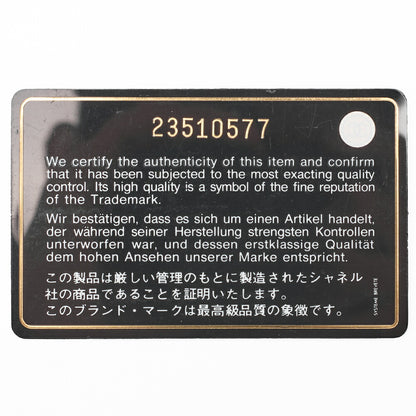 23510577
We certify the authenticity of this item and confirm
that it has been subjected to the most exacting quality
control. Its high quality is a symbol of the fine reputation
of the Trademark.
Wir bestätigen, dass es sich um einen Artikel handelt,
der während seiner Herstellung strengsten Kontrollen
unterworfen war, und dessen erstklassige Qualität
dem hohen Ansehen unserer Marke entspricht.
この製品は厳しい管理のもとに製造されたシャネル
社の商品であることを証明いたします。
このブランド・マークは最高級品質の象徴です。